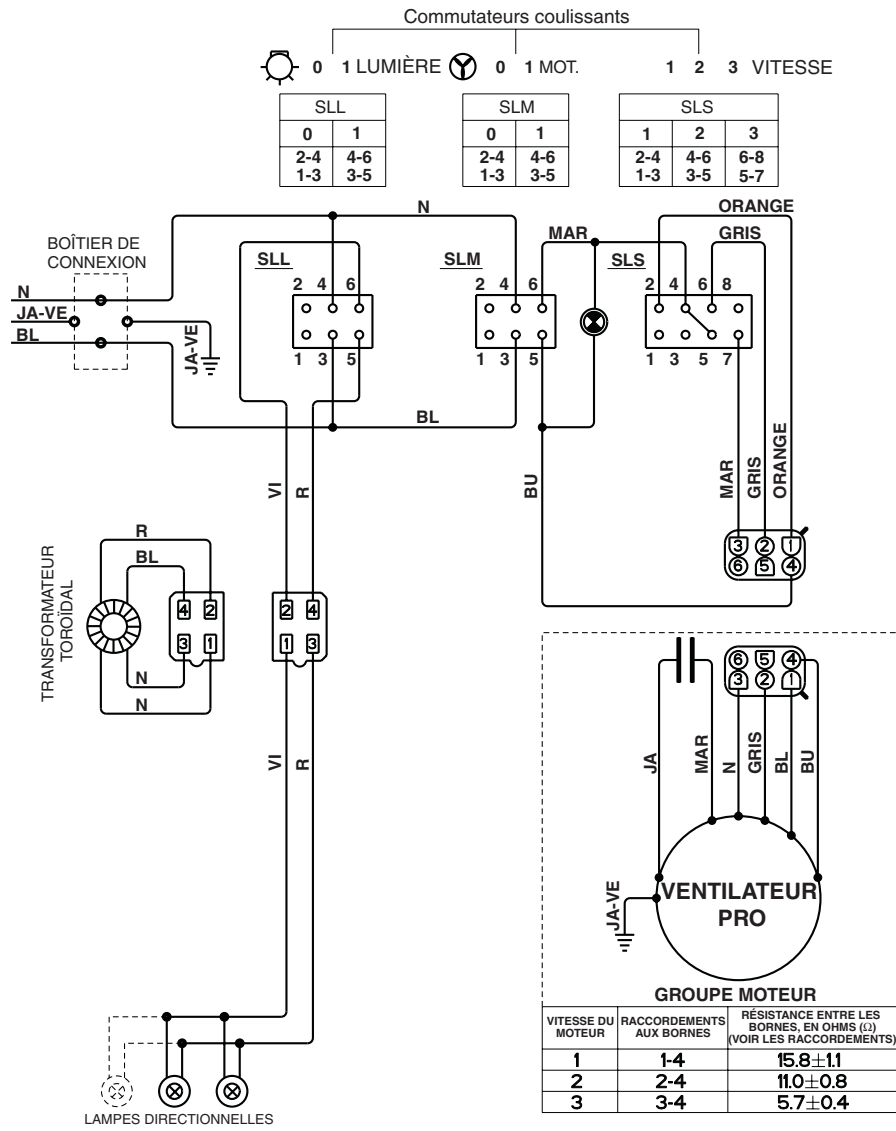 Commutateurs coulissants
0 1 LUMIÈRE 0 1 MOT. 1 2 3 VITESSE
SLL SLM SLS
0 1 0 1 1 2 3
2-4 4-6 2-4 4-6 2-4 4-6 6-8
1-3 3-5 1-3 3-5 1-3 3-5 5-7
N ORANGE
BOÎTIER DE
CONNEXION
MAR GRIS
SLL SLM SLS
2 4 6 2 4 6 2 4 6 8
N
JA-VE
BL
JA-VE
1 3 5 1 3 5 1 3 5 7
BL
VI R BU MAR GRIS ORANGE
3 2 1
6 5 4
TRANSFORMATEUR
TOROÏDAL
R
BL
4 2 2 4
3 1 1 3
N
N
VI R
6 5 4
3 2 1
JA MAR N GRIS BL BU
VENTILATEUR
PRO
JA-VE
GROUPE MOTEUR
VITESSE DU
MOTEUR
RACCORDEMENTS
AUX BORNES
RÉSISTANCE ENTRE LES
BORNES, EN OHMS (Ω)
(VOIR LES RACCORDEMENTS)
1 1-4 15.8±1.1
2 2-4 11.0±0.8
3 3-4 5.7±0.4
LAMPES DIRECTIONNELLES